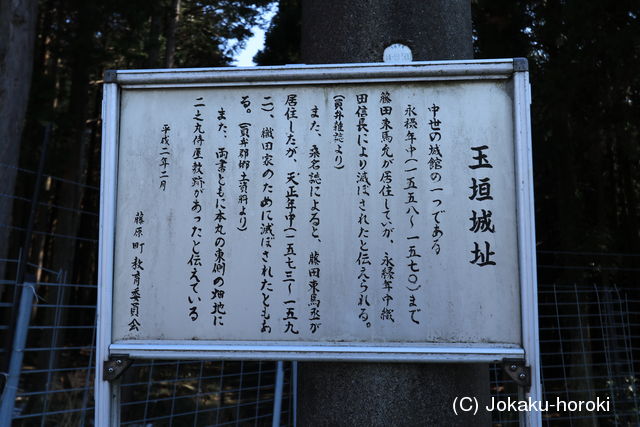 玉垣城址
中世の城館の一つである
永禄年中(一五五八〜一五七〇)まで
藤田東馬允が居住していが、永禄年中織
田信長により滅ぼされたと伝えられる。
(員弁雑誌より)
また、桑名誌によると、藤田東馬丞が
居住したが、天正年中(一五七三〜一五九
二)、織田家のために滅ぼされたともあ
る。(員弁郡郷土資料より)
また、両書ともに本丸の東側の畑地に
二之丸侍屋敷跡があったと伝えている
平成二年二月
藤原町教育委員会
(C) Jokaku-horoki